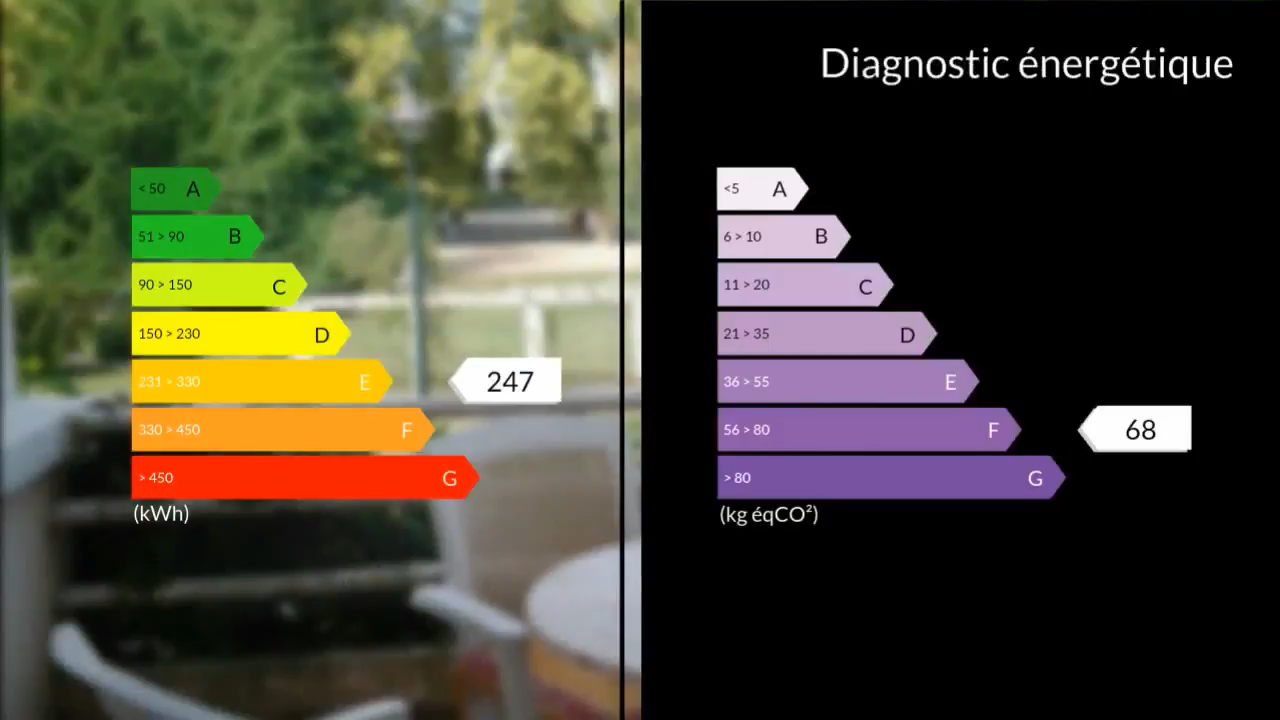 Diagnostic énergétique
< 50 A
51 > 90 B
90 > 150 C
150 > 230 D
231 > 330 E
247
330 > 450 F
> 450 G
(kWh)
<5 A
6 > 10 B
11 > 20 C
21 > 35 D
36 > 55 E
56 > 80 F
68
> 80 G
(kg éqCO²)